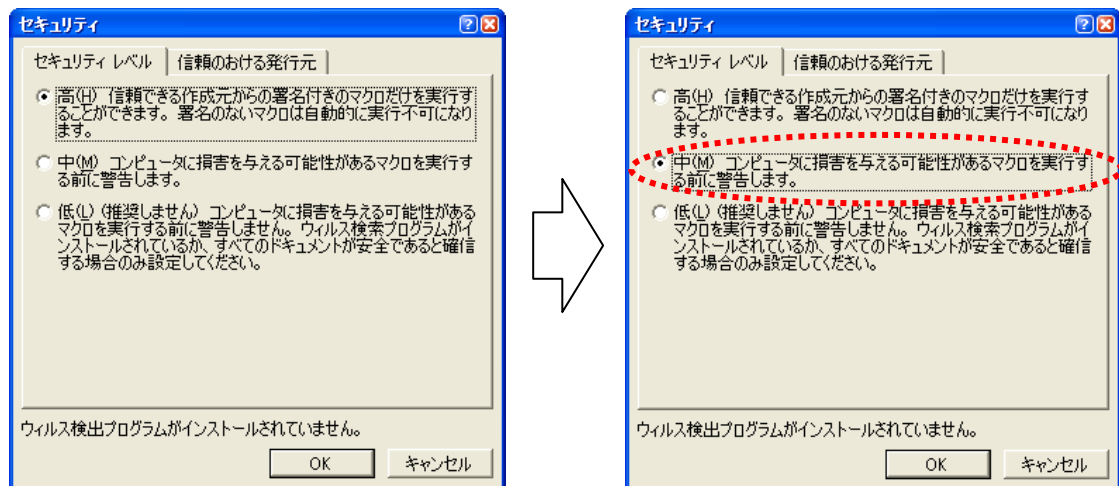 セキュリティ
セキュリティ レベル
信頼のおける発行元
高(H) 信頼できる作成元からの署名付きのマクロだけを実行す
ることができます。署名のないマクロは自動的に実行不可になり
ます。
中(M) コンピュータに損害を与える可能性があるマクロを実行す
る前に警告します。
低(L) (推奨しません) コンピュータに損害を与える可能性がある
マクロを実行する前に警告しません。ウィルス検索プログラムがイ
ンストールされているか、すべてのドキュメントが安全であると確信
する場合のみ設定してください。
ウィルス検出プログラムがインストールされていません。
OK
キャンセル
セキュリティ
セキュリティ レベル
信頼のおける発行元
高(H) 信頼できる作成元からの署名付きのマクロだけを実行す
ることができます。署名のないマクロは自動的に実行不可になり
ます。
中(M) コンピュータに損害を与える可能性があるマクロを実行す
る前に警告します。
低(L) (推奨しません) コンピュータに損害を与える可能性がある
マクロを実行する前に警告しません。ウィルス検索プログラムがイ
ンストールされているか、すべてのドキュメントが安全であると確信
する場合のみ設定してください。
ウィルス検出プログラムがインストールされていません。
OK
キャンセル